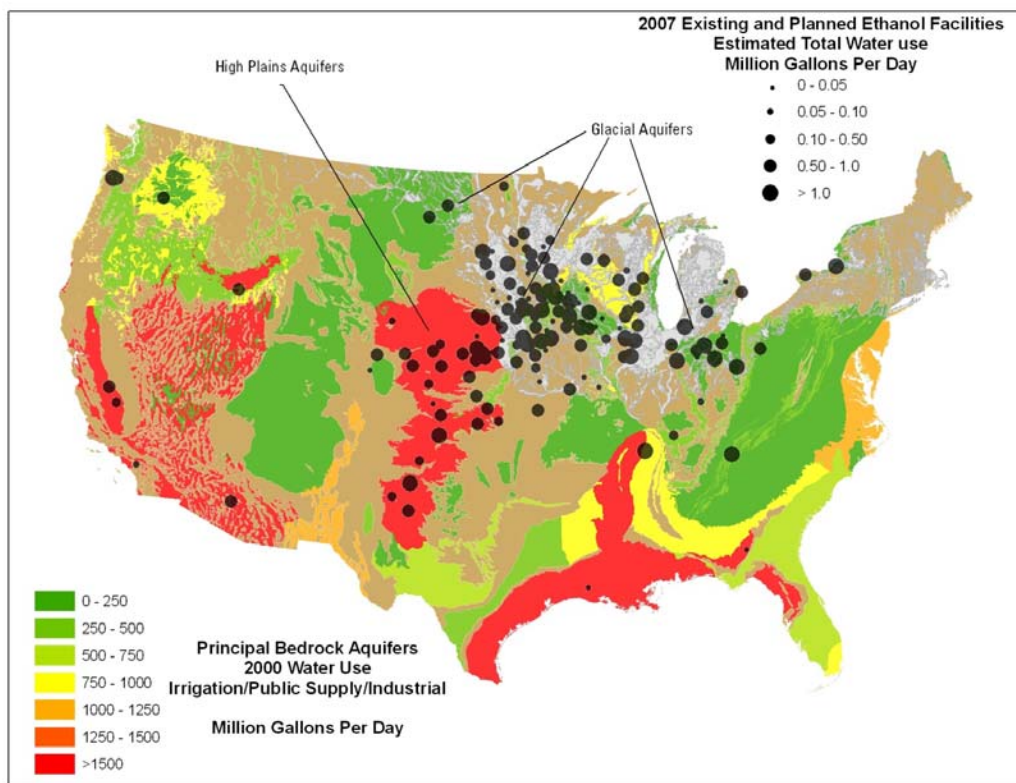 2007 Existing and Planned Ethanol Facilities
Estimated Total Water use
Million Gallons Per Day
0 - 0.05
0.05 - 0.10
0.10 - 0.50
0.50 - 1.0
> 1.0
High Plains Aquifers
Glacial Aquifers
0 - 250
250 - 500
500 - 750
750 - 1000
1000 - 1250
1250 - 1500
>1500
Principal Bedrock Aquifers
2000 Water Use
Irrigation/Public Supply/Industrial
Million Gallons Per Day